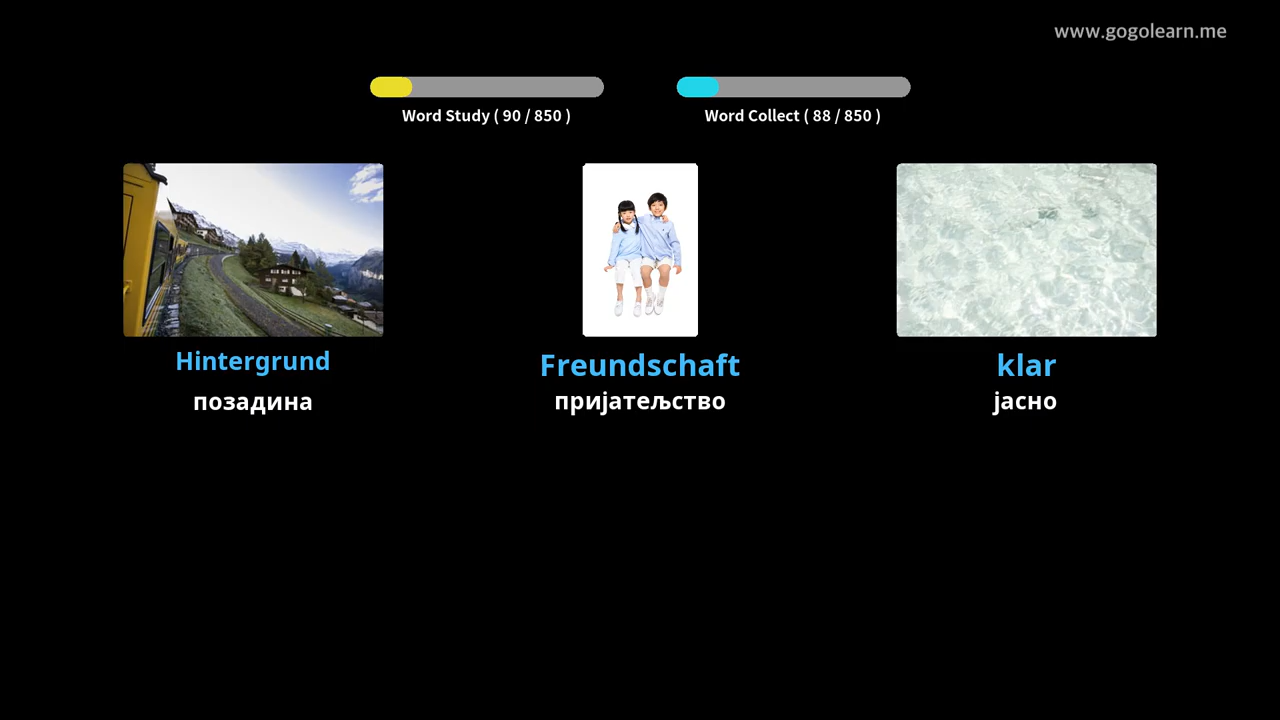 www.gogolearn.me
Word Study ( 90 / 850 )
Word Collect ( 88 / 850 )
Hintergrund
позадина
Freundschaft
пријатељство
klar
јасно